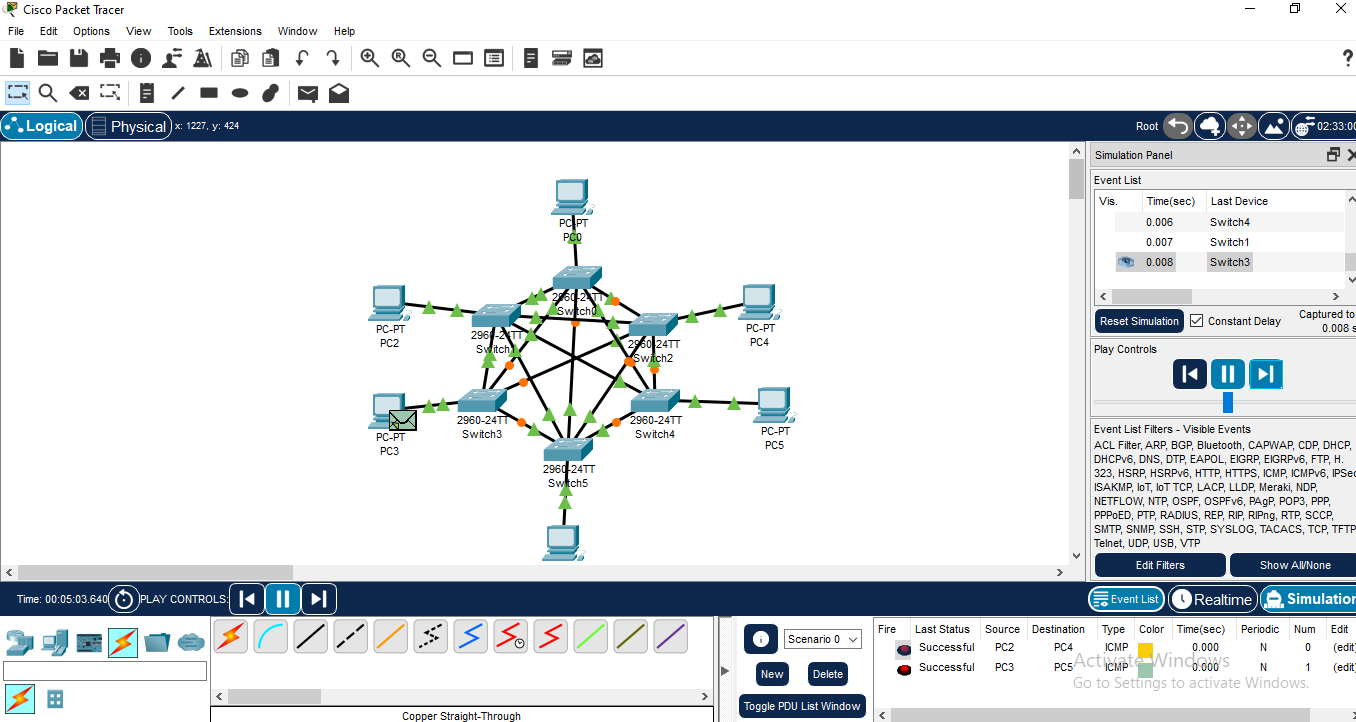 Cisco Packet Tracer
File Edit Options View Tools Extensions Window Help
Logical Physical x: 1227, y: 424 Root 02:33:00
PC-PT
PC0
2960-24TT
Switch0
PC-PT
PC2
2960-24TT
Switch1
2960-24TT
Switch2
PC-PT
PC4
PC-PT
PC3
2960-24TT
Switch3
2960-24TT
Switch4
PC-PT
PC5
2960-24TT
Switch5
Simulation Panel
Event List
Vis. Time(sec) Last Device
0.006 Switch4
0.007 Switch1
0.008 Switch3
Reset Simulation Constant Delay Captured to
0.008 s
Play Controls
Event List Filters - Visible Events
ACL Filter, ARP, BGP, Bluetooth, CAPWAP, CDP, DHCP,
DHCPv6, DNS, DTP, EAPOL, EIGRP, EIGRPv6, FTP, H.
323, HSRP, HSRPv6, HTTP, HTTPS, ICMP, ICMPv6, IPSec
ISAKMP, IoT, IoT TCP, LACP, LLDP, Meraki, NDP,
NETFLOW, NTP, OSPF, OSPFv6, PAgP, POP3, PPP,
PPPoED, PTP, RADIUS, REP, RIP, RIPng, RTP, SCCP,
SMTP, SNMP, SSH, STP, SYSLOG, TACACS, TCP, TFTP
Telnet, UDP, USB, VTP
Edit Filters Show All/None
Time: 00:05:03.640 PLAY CONTROLS: Event List Realtime Simulation
Copper Straight-Through
Scenario 0
New Delete
Toggle PDU List Window
Fire Last Status Source Destination Type Color Time(sec) Periodic Num Edit
Successful PC2 PC4 ICMP 0.000 N 0 (edit)
Successful PC3 PC5 ICMP 0.000 N 1 (edit)
Activate Windows
Go to Settings to activate Windows.